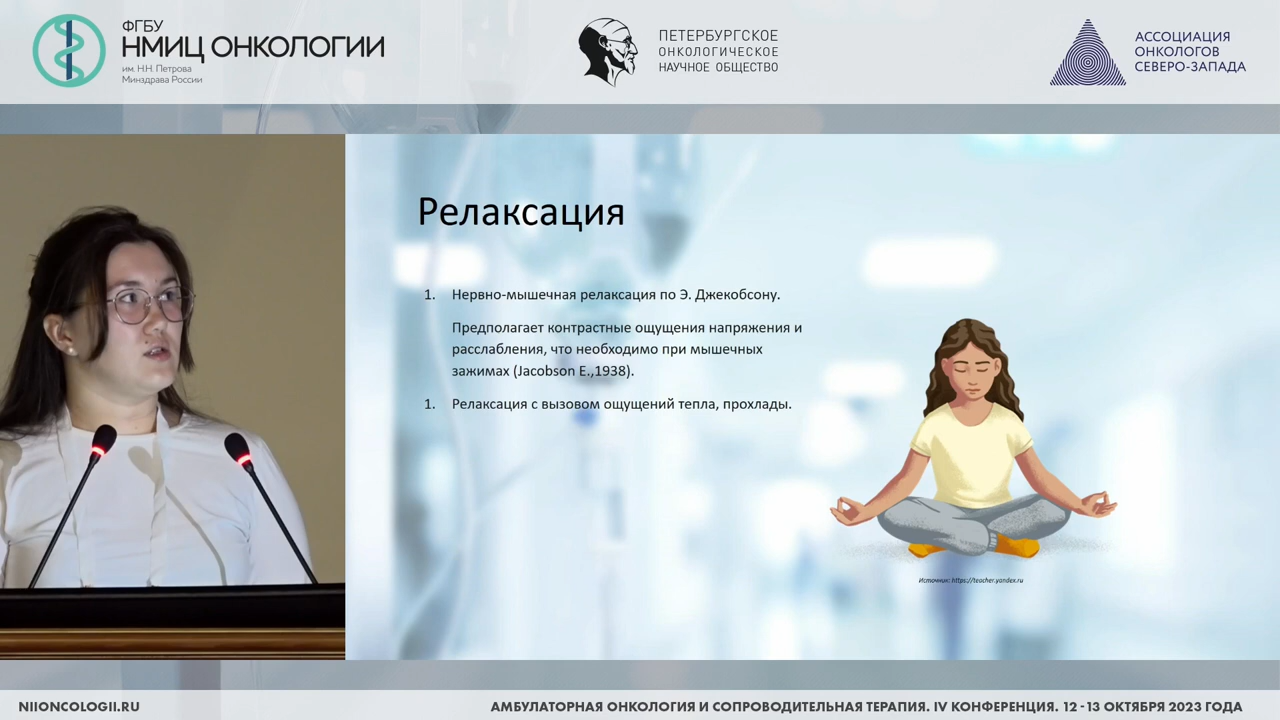 ФГБУ
НМИЦ ОНКОЛОГИИ
им. Н.Н. Петрова
Минздрава России
ПЕТЕРБУРГСКОЕ
ОНКОЛОГИЧЕСКОЕ
НАУЧНОЕ ОБЩЕСТВО
АССОЦИАЦИЯ
ОНКОЛОГОВ
СЕВЕРО-ЗАПАДА
Релаксация
1. Нервно-мышечная релаксация по Э. Джекобсону.
Предполагает контрастные ощущения напряжения и
расслабления, что необходимо при мышечных
зажимах (Jacobson E.,1938).
1. Релаксация с вызовом ощущений тепла, прохлады.
Источник: https://teacher.yandex.ru
NIIONCOLOGII.RU
АМБУЛАТОРНАЯ ОНКОЛОГИЯ И СОПРОВОДИТЕЛЬНАЯ ТЕРАПИЯ. IV КОНФЕРЕНЦИЯ. 12 -13 ОКТЯБРЯ 2023 ГОДА